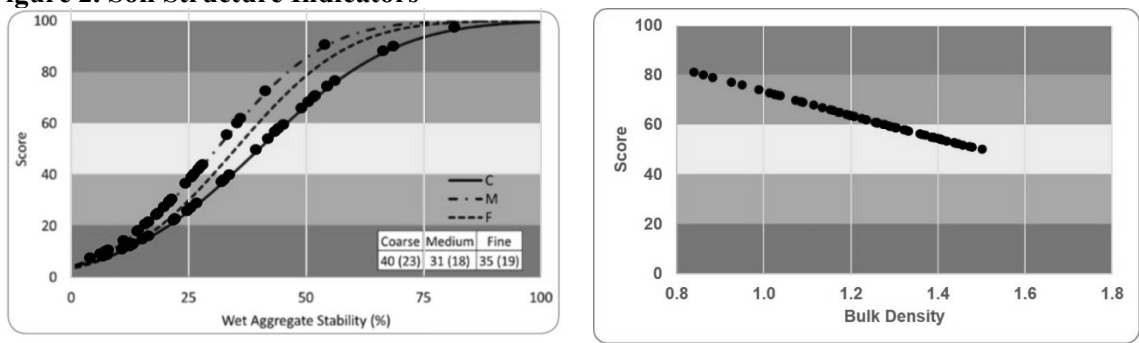 Figure 2. Soil Structure Indicators
100
80
60
40
20
0
Score
C
M
F
Coarse Medium Fine
40 (23) 31 (18) 35 (19)
0 25 50 75 100
Wet Aggregate Stability (%)
100
80
60
40
20
0
Score
0.8 1.0 1.2 1.4 1.6 1.8
Bulk Density